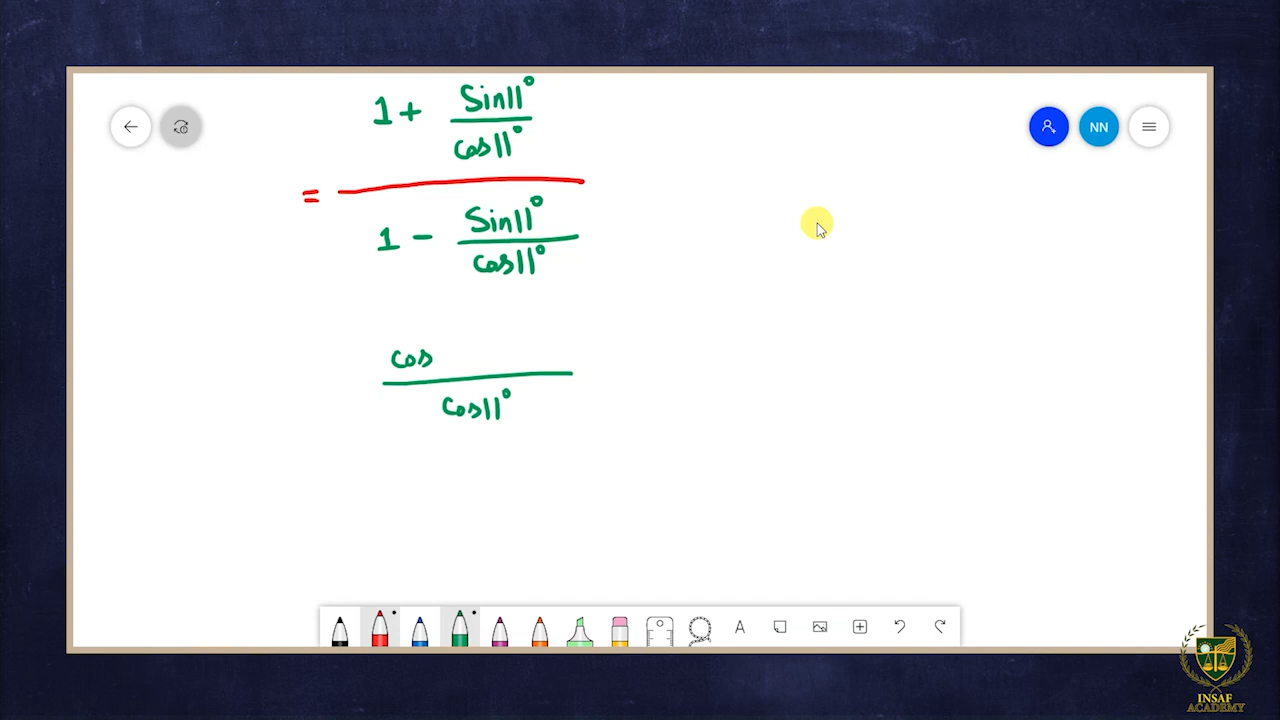 NN
1 + Sin11°
cos11°
=
1 - Sin11°
cos11°
cos
cos11°
A
INSAF
ACADEMY